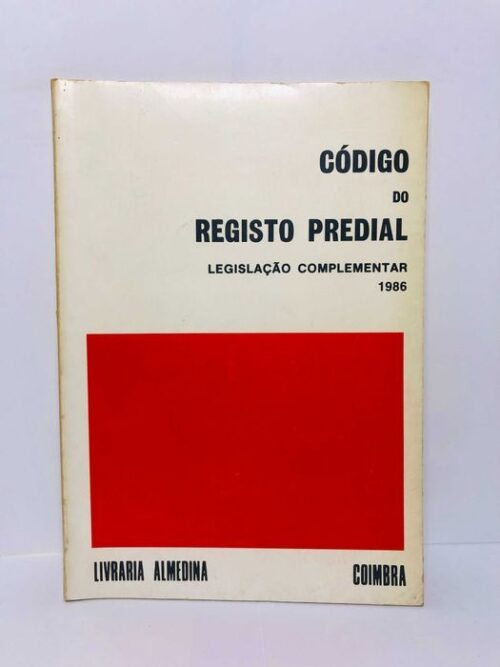 CÓDIGO
DO
REGISTO PREDIAL
LEGISLAÇÃO COMPLEMENTAR
1986
LIVRARIA ALMEDINA COIMBRA